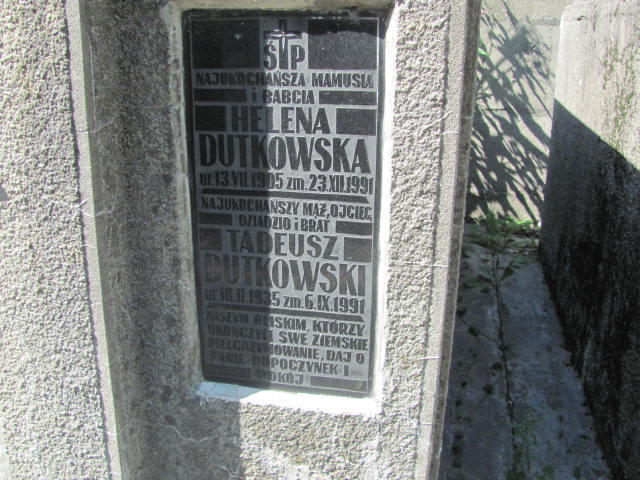 ŚP
NAJUKOCHAŃSZA MAMUSIA
i BABCIA
HELENA
DUTKOWSKA
ur. 13.VII.1905 zm. 23.XII.1991
NAJUKOCHAŃSZY MĄŻ, OJCIEC,
DZIADZIO i BRAT
TADEUSZ
DUTKOWSKI
ur. 16.II.1935 zm. 6.IX.1991
NASZYM BLISKIM, KTÓRZY
UKOŃCZYLI SWE ZIEMSKIE
PIELGRZYMOWANIE, DAJ O
PANIE ODPOCZYNEK I
POKÓJ